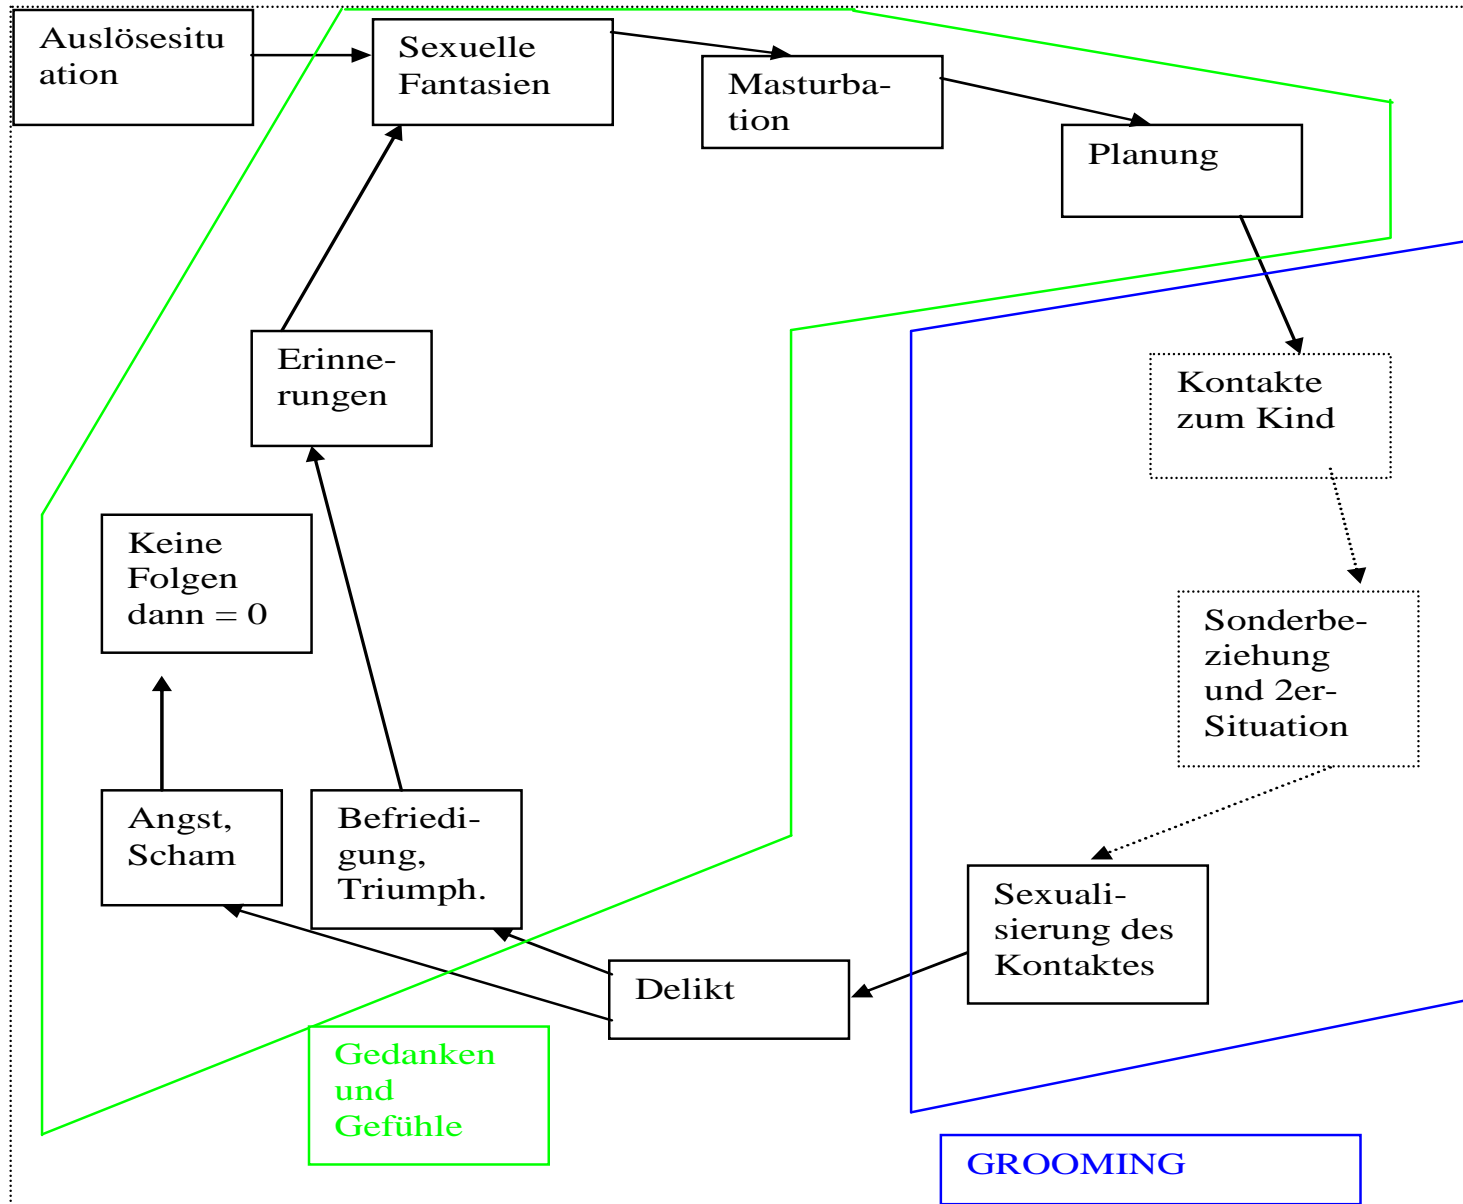 Auslösesitu
ation
Sexuelle
Fantasien
Masturba-
tion
Planung
Erinne-
rungen
Kontakte
zum Kind
Keine
Folgen
dann = 0
Sonderbe-
ziehung
und 2er-
Situation
Angst,
Scham
Befriedi-
gung,
Triumph.
Sexuali-
sierung des
Kontaktes
Delikt
Gedanken
und
Gefühle
GROOMING